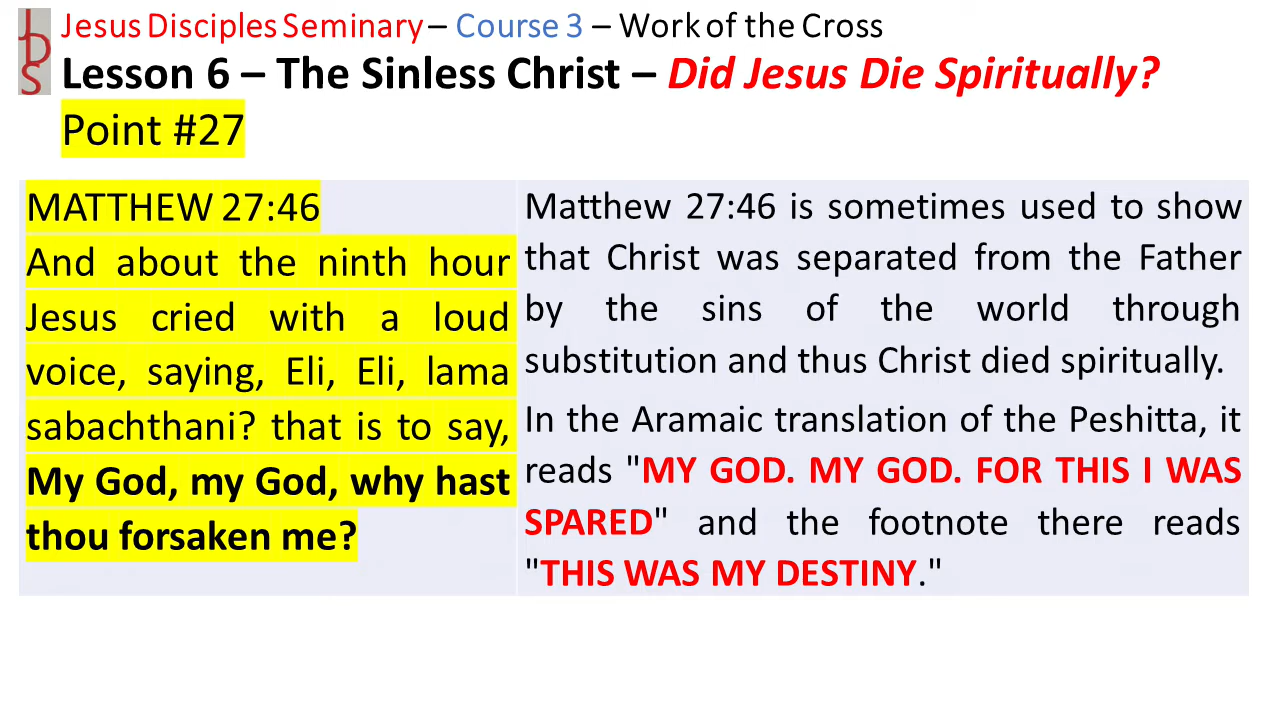 JDS
Jesus Disciples Seminary – Course 3 – Work of the Cross
Lesson 6 – The Sinless Christ – Did Jesus Die Spiritually?
Point #27
MATTHEW 27:46
And about the ninth hour
Jesus cried with a loud
voice, saying, Eli, Eli, lama
sabachthani? that is to say,
My God, my God, why hast
thou forsaken me?
Matthew 27:46 is sometimes used to show
that Christ was separated from the Father
by the sins of the world through
substitution and thus Christ died spiritually.
In the Aramaic translation of the Peshitta, it
reads "MY GOD. MY GOD. FOR THIS I WAS
SPARED" and the footnote there reads
"THIS WAS MY DESTINY."